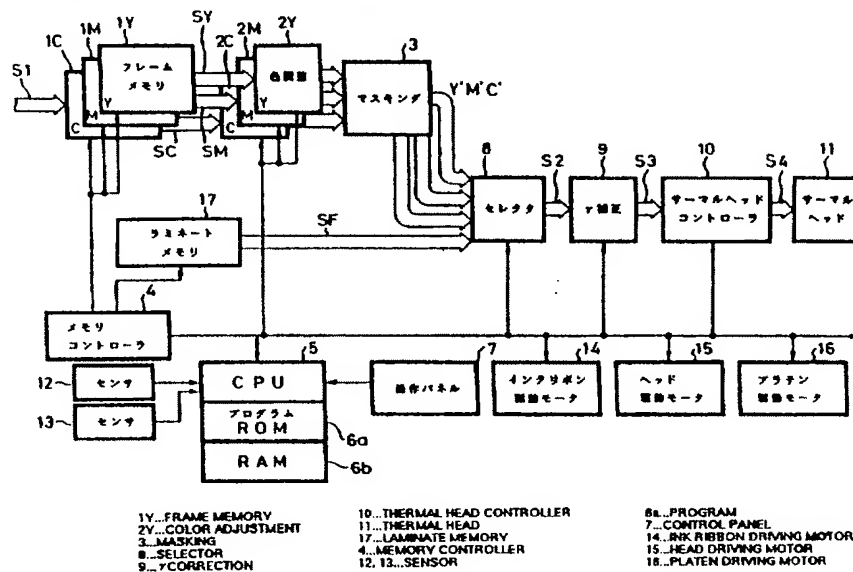 1Y
1M
SY
2M
2Y
3
1C
2C
S1
フレーム
メモリ
色調整
マスキング
Y'M'C'
Y
M
C
Y
M
C
SC
SM
8
S2
9
S3
10
S4
11
17
セレクタ
γ補正
サーマルヘッド
コントローラ
サーマル
ヘッド
ラミネート
メモリ
SF
4
メモリ
コントローラ
5
7
14
15
16
12
センサ
CPU
操作パネル
インクリボン
駆動モータ
ヘッド
駆動モータ
プラテン
駆動モータ
13
センサ
プログラム
ROM
6a
RAM
6b
1Y...FRAME MEMORY
2Y...COLOR ADJUSTMENT
3...MASKING
8...SELECTOR
9...γCORRECTION
10...THERMAL HEAD CONTROLLER
11...THERMAL HEAD
17...LAMINATE MEMORY
4...MEMORY CONTROLLER
12, 13...SENSOR
6a...PROGRAM
7...CONTROL PANEL
14...INK RIBBON DRIVING MOTOR
15...HEAD DRIVING MOTOR
16...PLATEN DRIVING MOTOR